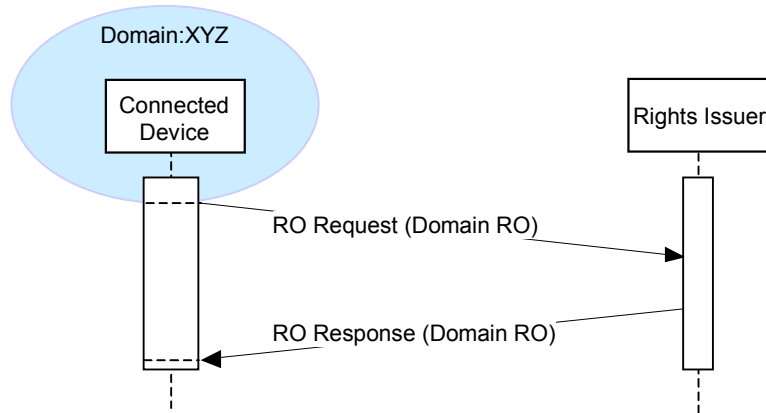 Domain:XYZ
Connected
Device
Rights Issuer
RO Request (Domain RO)
RO Response (Domain RO)